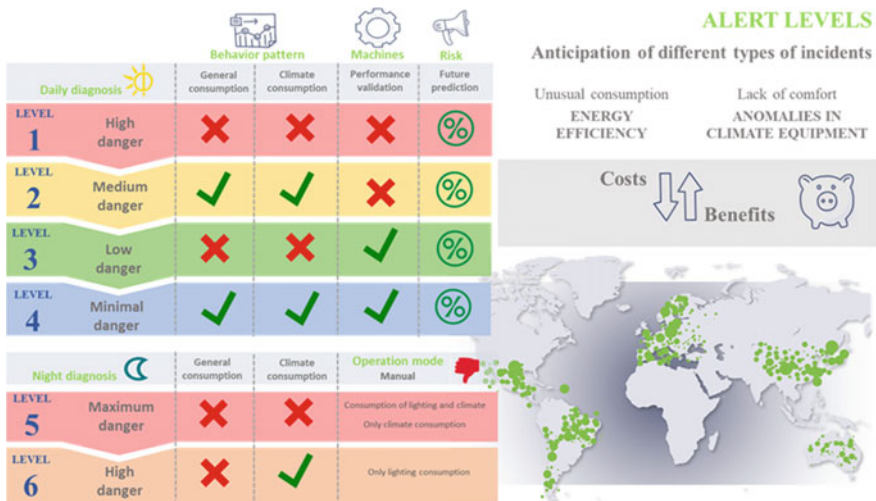 Behavior pattern
Machines
Risk
Daily diagnosis
General consumption
Climate consumption
Performance validation
Future prediction
LEVEL 1
High danger
%
LEVEL 2
Medium danger
%
LEVEL 3
Low danger
%
LEVEL 4
Minimal danger
%
Night diagnosis
General consumption
Climate consumption
Operation mode
Manual
LEVEL 5
Maximum danger
Consumption of lighting and climate
Only climate consumption
LEVEL 6
High danger
Only lighting consumption
ALERT LEVELS
Anticipation of different types of incidents
Unusual consumption
ENERGY
EFFICIENCY
Lack of comfort
ANOMALIES IN
CLIMATE EQUIPMENT
Costs
Benefits